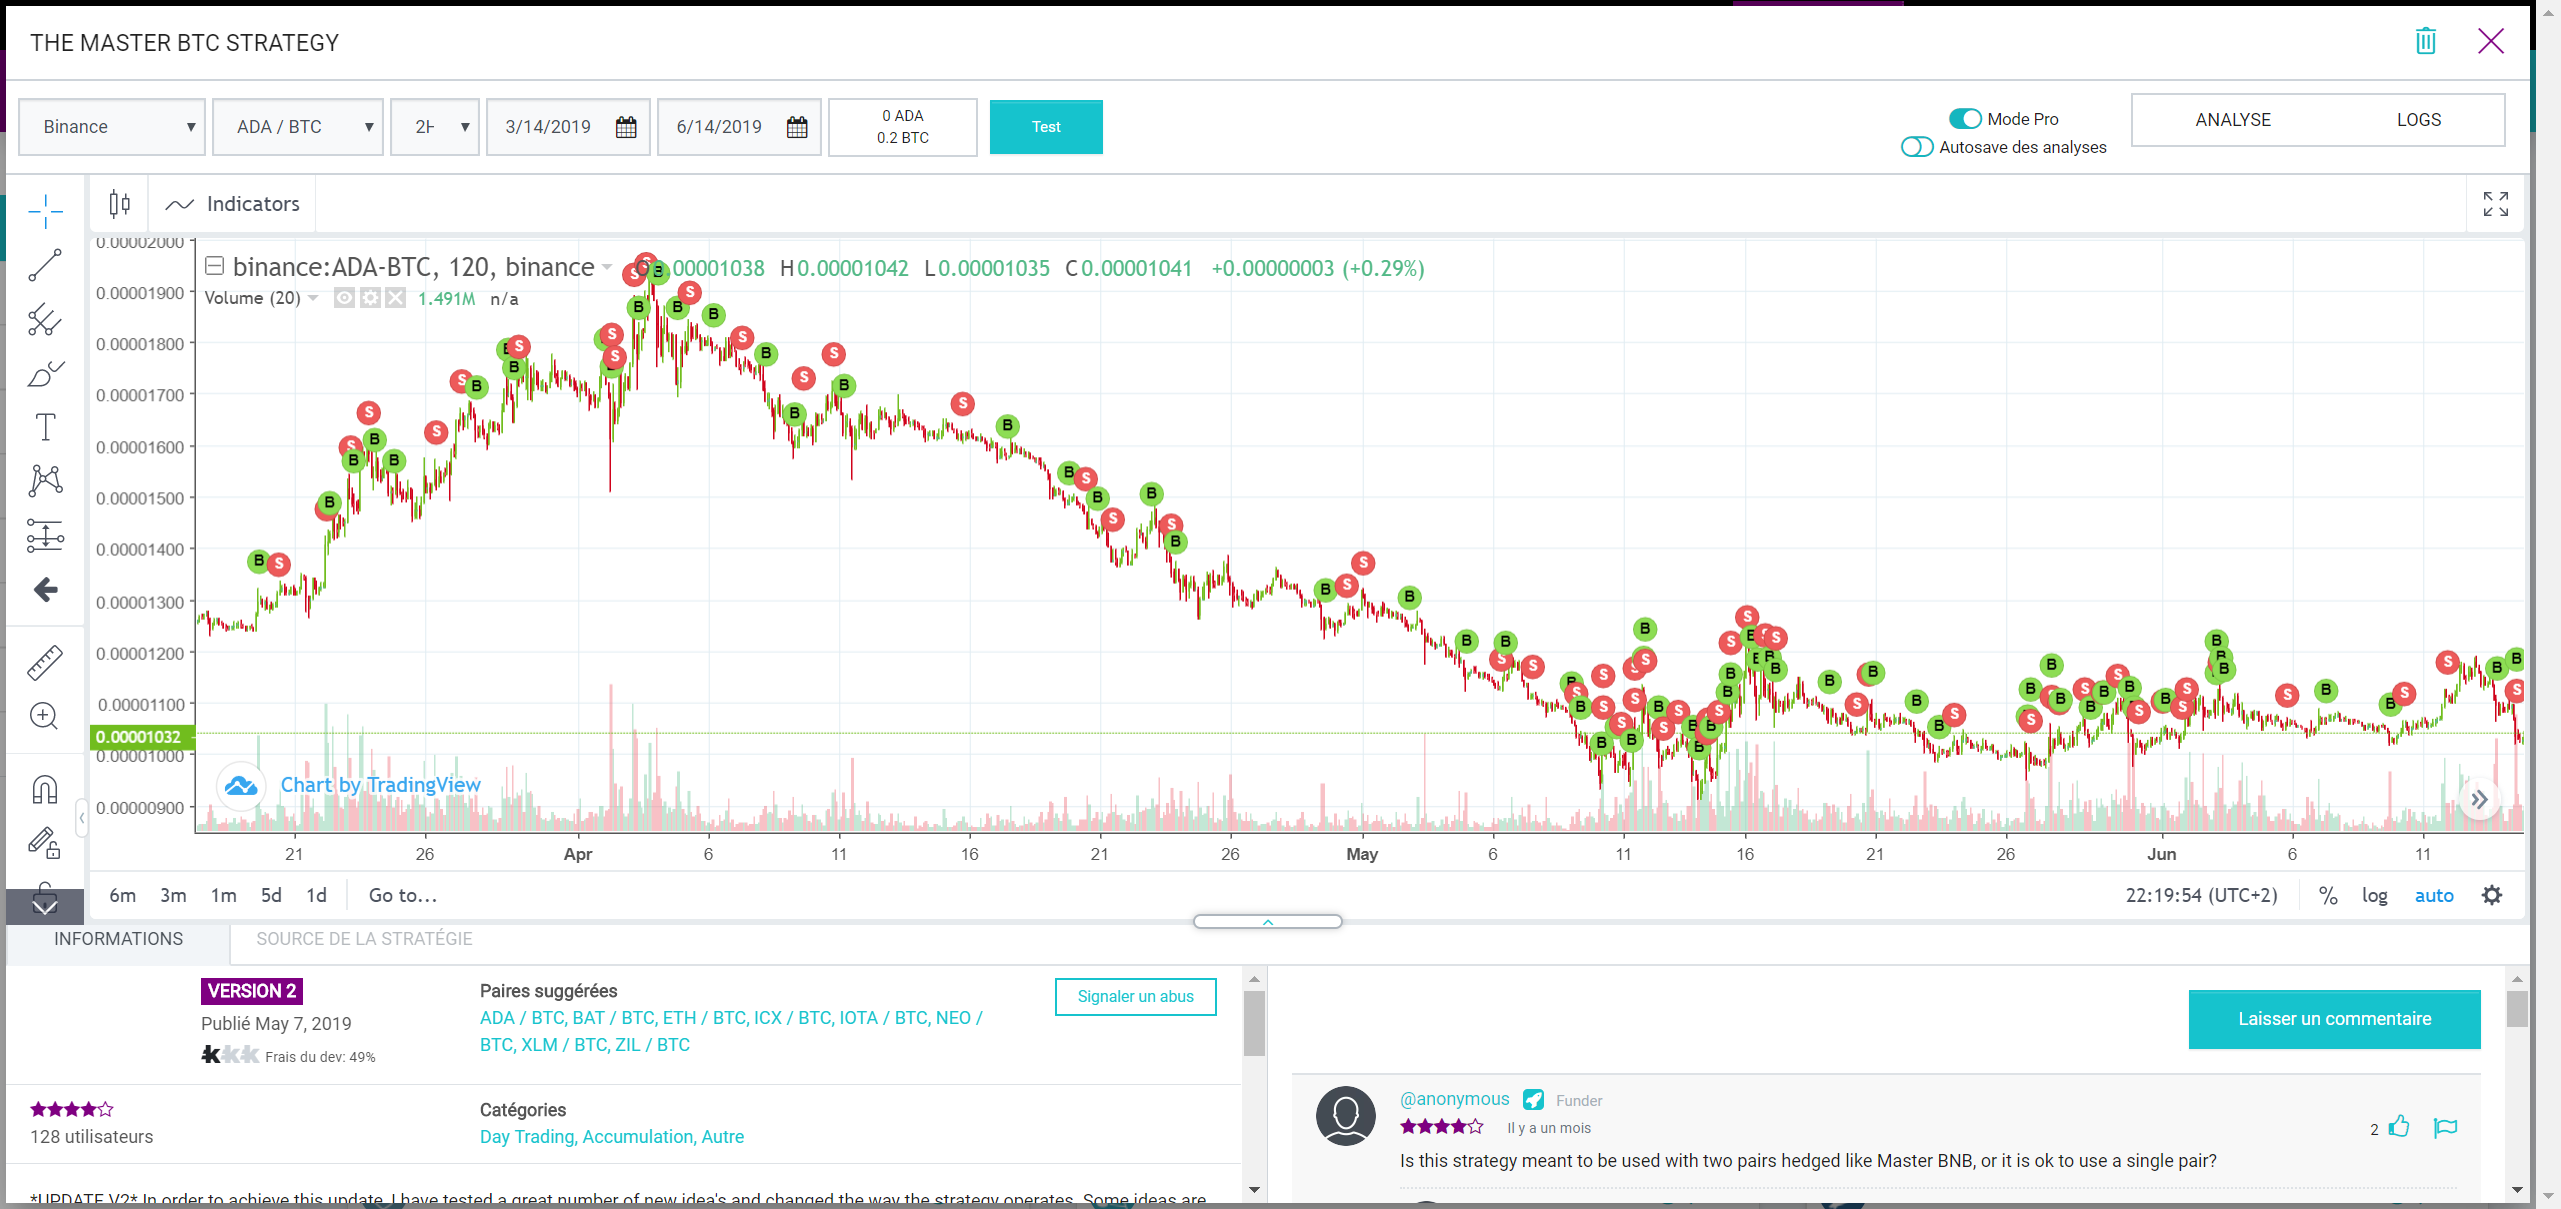 THE MASTER BTC STRATEGY
Binance ADA / BTC 2H 3/14/2019 6/14/2019 0 ADA
0.2 BTC
Test
Mode Pro
Autosave des analyses
ANALYSE LOGS
Indicators
binance:ADA-BTC, 120, binance O0.00001038 H0.00001042 L0.00001035 C0.00001041 +0.00000003 (+0.29%)
Volume (20) 1.491M n/a
0.00002000
0.00001900
0.00001800
0.00001700
0.00001600
0.00001500
0.00001400
0.00001300
0.00001200
0.00001100
0.00001032
0.00001000
0.00000900
Chart by TradingView
21 26 Apr 6 11 16 21 26 May 6 11 16 21 26 Jun 6 11
6m 3m 1m 5d 1d Go to...
22:19:54 (UTC+2) % log auto
INFORMATIONS SOURCE DE LA STRATÉGIE
VERSION 2
Publié May 7, 2019
Frais du dev: 49%
Paires suggérées
ADA / BTC, BAT / BTC, ETH / BTC, ICX / BTC, IOTA / BTC, NEO /
BTC, XLM / BTC, ZIL / BTC
Signaler un abus
128 utilisateurs
Catégories
Day Trading, Accumulation, Autre
*UPDATE V2* In order to achieve this update, I have tested a great number of new idea's and changed the way the strategy operates. Some ideas are
Laisser un commentaire
@anonymous Funder
Il y a un mois
2
Is this strategy meant to be used with two pairs hedged like Master BNB, or it is ok to use a single pair?